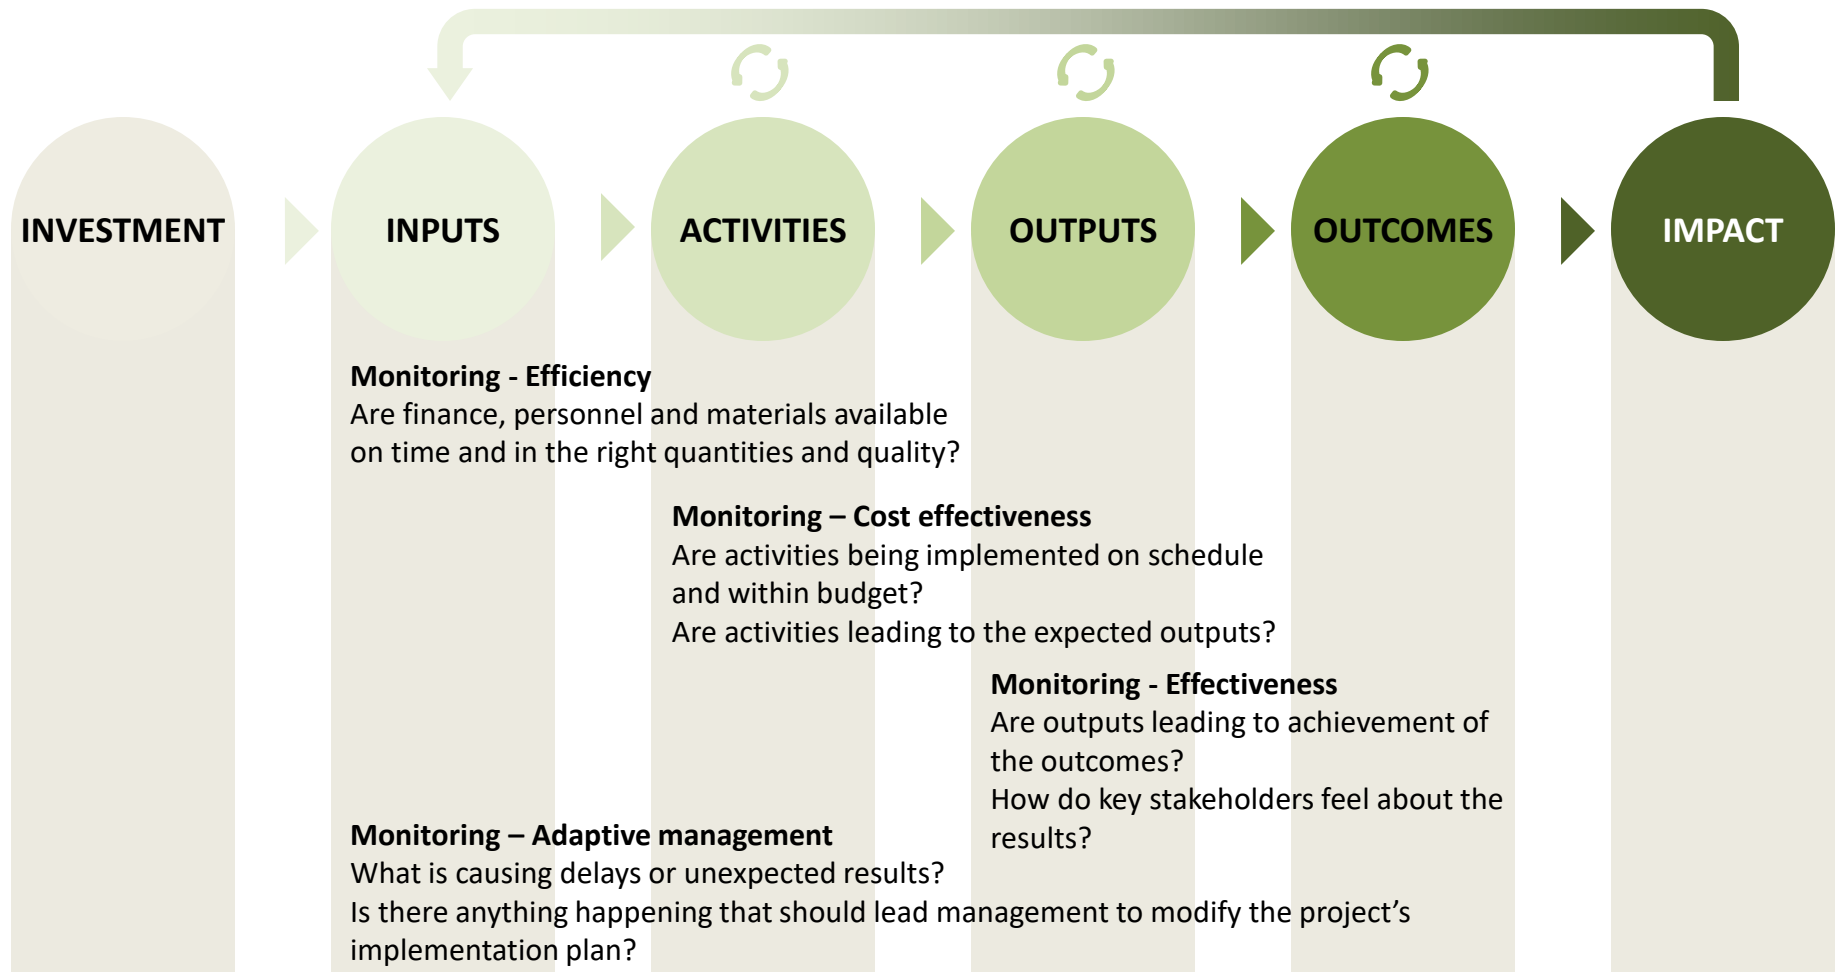 INVESTMENT
INPUTS
ACTIVITIES
OUTPUTS
OUTCOMES
IMPACT
Monitoring - Efficiency
Are finance, personnel and materials available
on time and in the right quantities and quality?
Monitoring – Cost effectiveness
Are activities being implemented on schedule
and within budget?
Are activities leading to the expected outputs?
Monitoring - Effectiveness
Are outputs leading to achievement of
the outcomes?
How do key stakeholders feel about the
results?
Monitoring – Adaptive management
What is causing delays or unexpected results?
Is there anything happening that should lead management to modify the project’s
implementation plan?